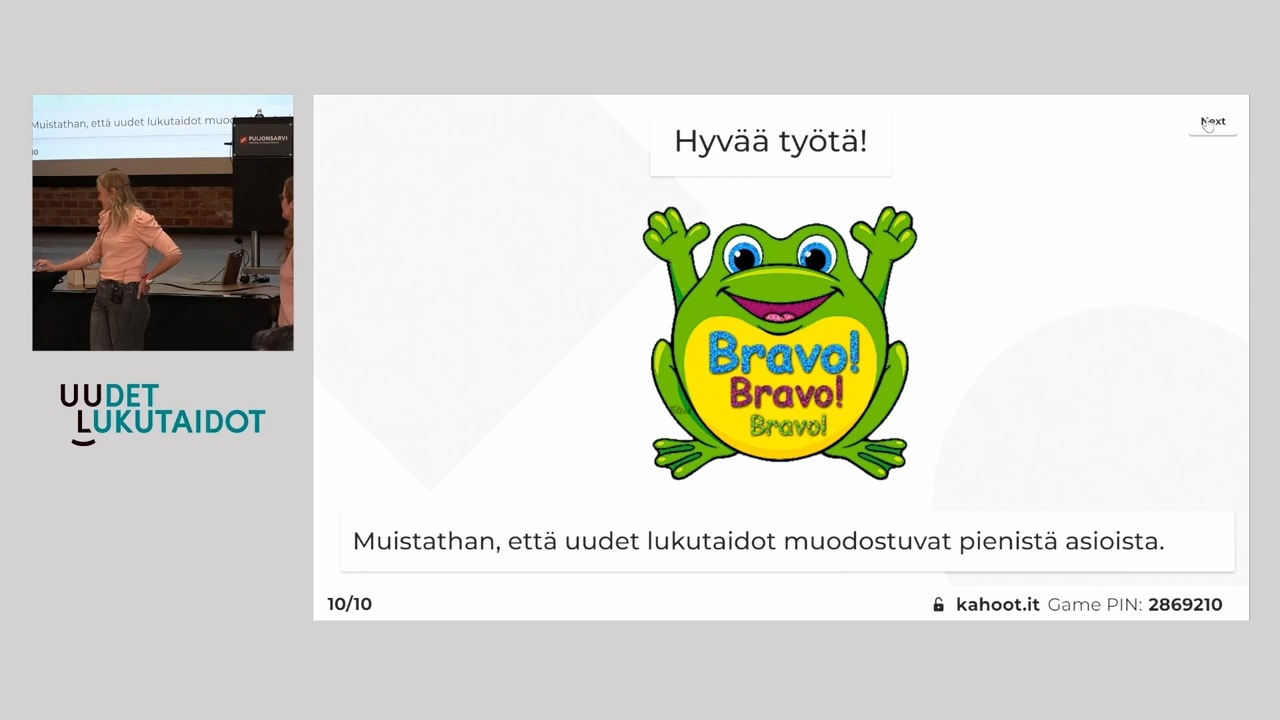 Muistathan, että uudet lukutaidot muod
10
PUIJONSARVI
UUDET
LUKUTAIDOT
Hyvää työtä!
Next
Bravo!
Bravo!
Bravo!
Muistathan, että uudet lukutaidot muodostuvat pienistä asioista.
10/10
kahoot.it Game PIN: 2869210